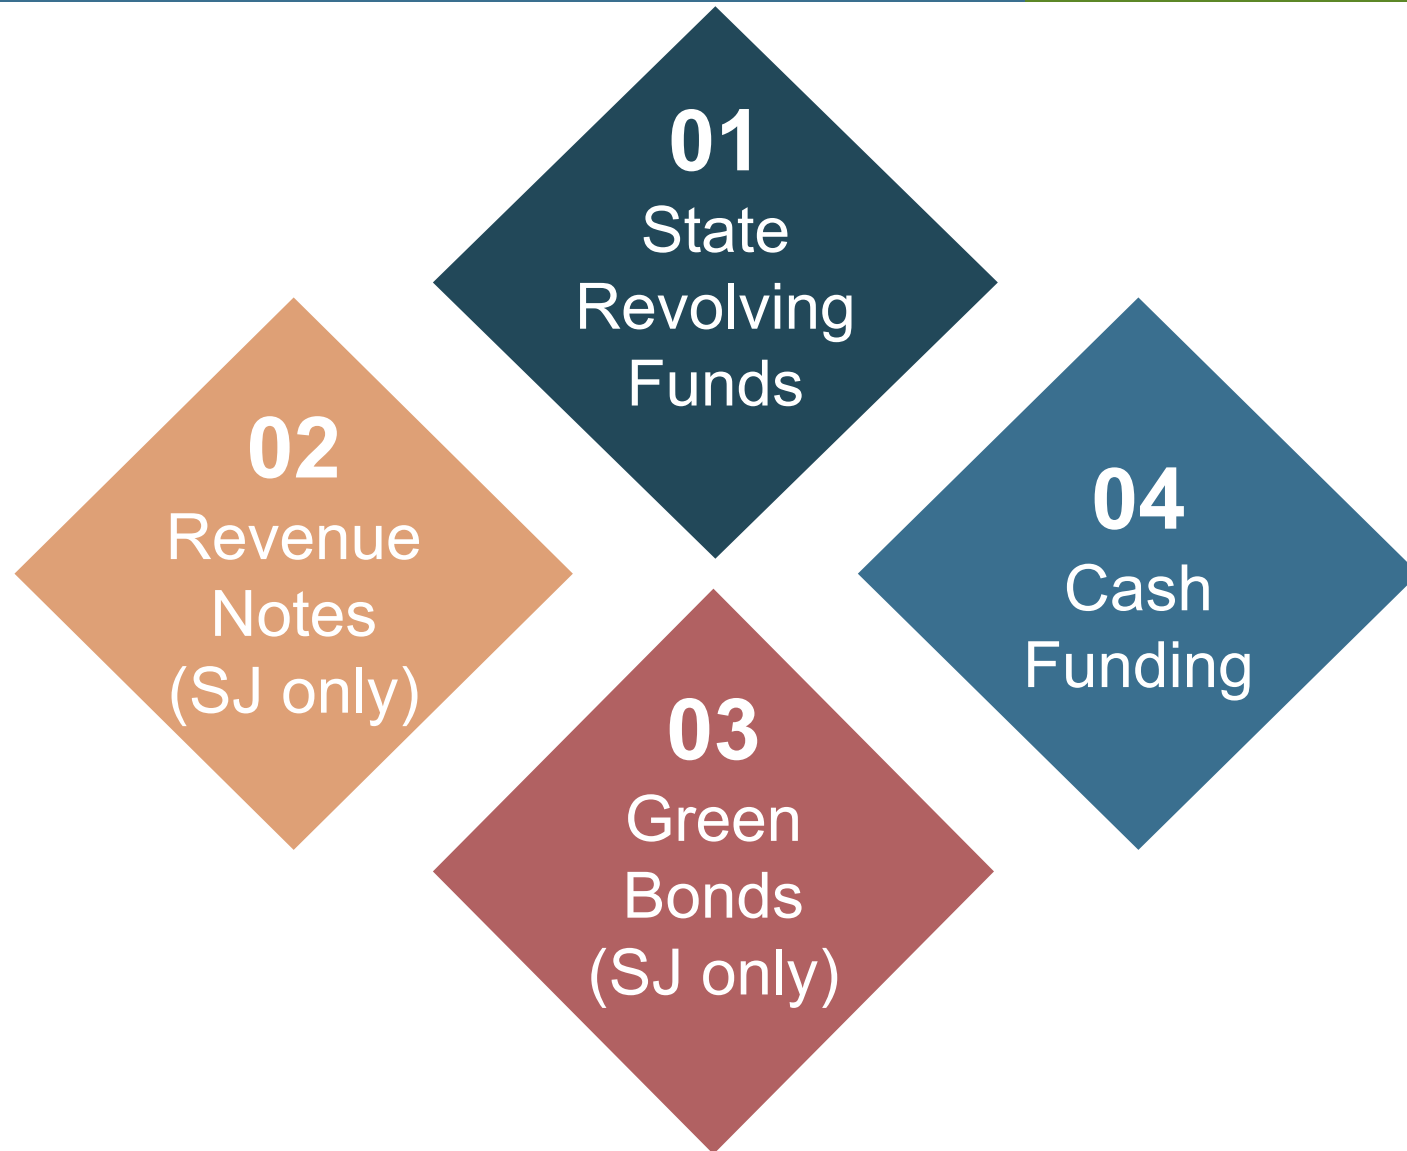 01
State
Revolving
Funds
02
Revenue
Notes
(SJ only)
03
Green
Bonds
(SJ only)
04
Cash
Funding